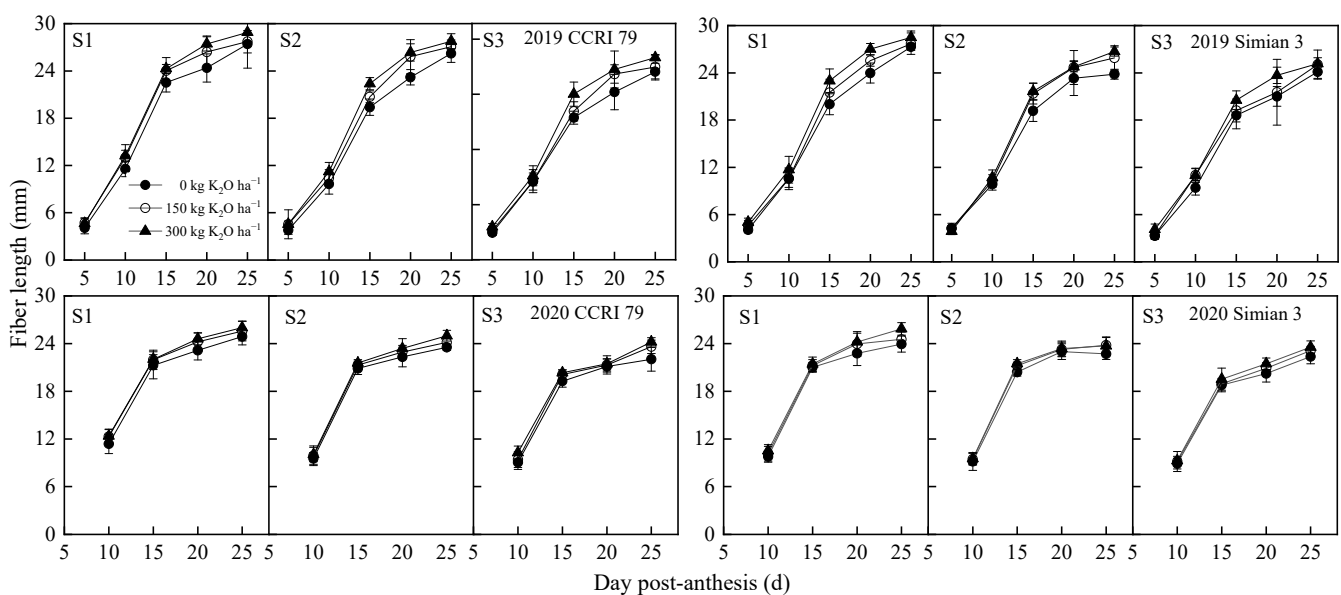 Fiber length (mm)
30
24
18
12
6
0
S1
0 kg K₂O ha⁻¹
150 kg K₂O ha⁻¹
300 kg K₂O ha⁻¹
5 10 15 20 25
S2
5 10 15 20 25
S3 2019 CCRI 79
5 10 15 20 25
30
24
18
12
6
0
S1
5 10 15 20 25
S2
5 10 15 20 25
S3 2019 Simian 3
5 10 15 20 25
30
24
18
12
6
0
S1
5 10 15 20 25
S2
5 10 15 20 25
S3 2020 CCRI 79
5 10 15 20 25
30
24
18
12
6
0
S1
5 10 15 20 25
S2
5 10 15 20 25
S3 2020 Simian 3
5 10 15 20 25
Day post-anthesis (d)